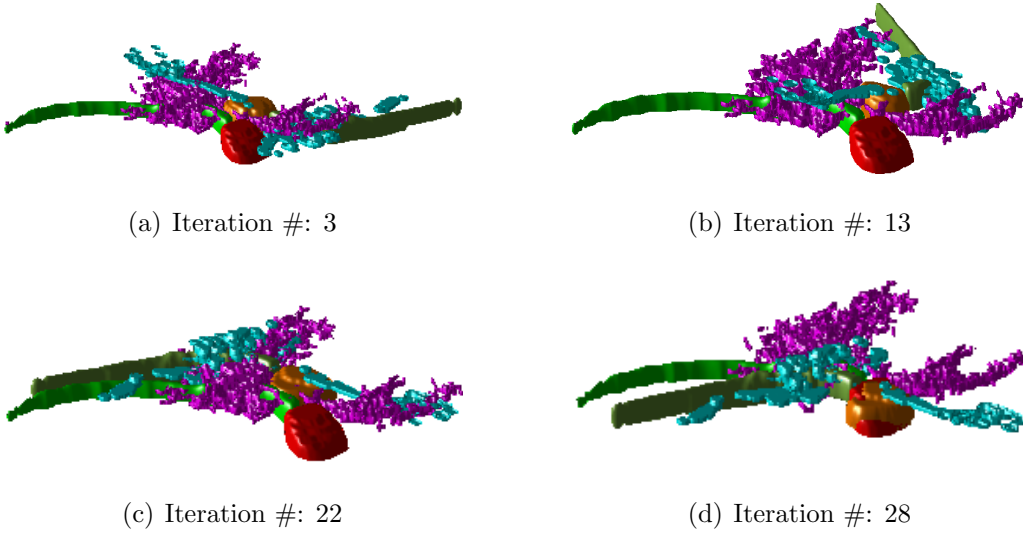 (a) Iteration #: 3
(b) Iteration #: 13
(c) Iteration #: 22
(d) Iteration #: 28